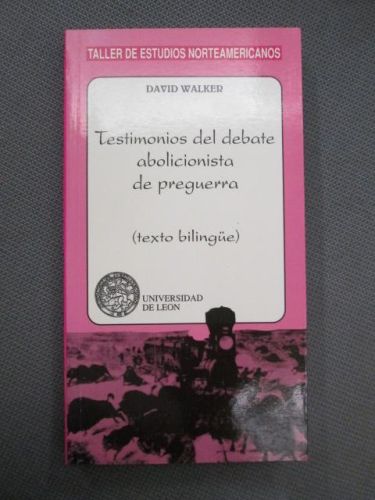 TALLER DE ESTUDIOS NORTEAMERICANOS
DAVID WALKER
Testimonios del debate
abolicionista
de preguerra
(texto bilingüe)
UNIVERSIDAD
DE LEON